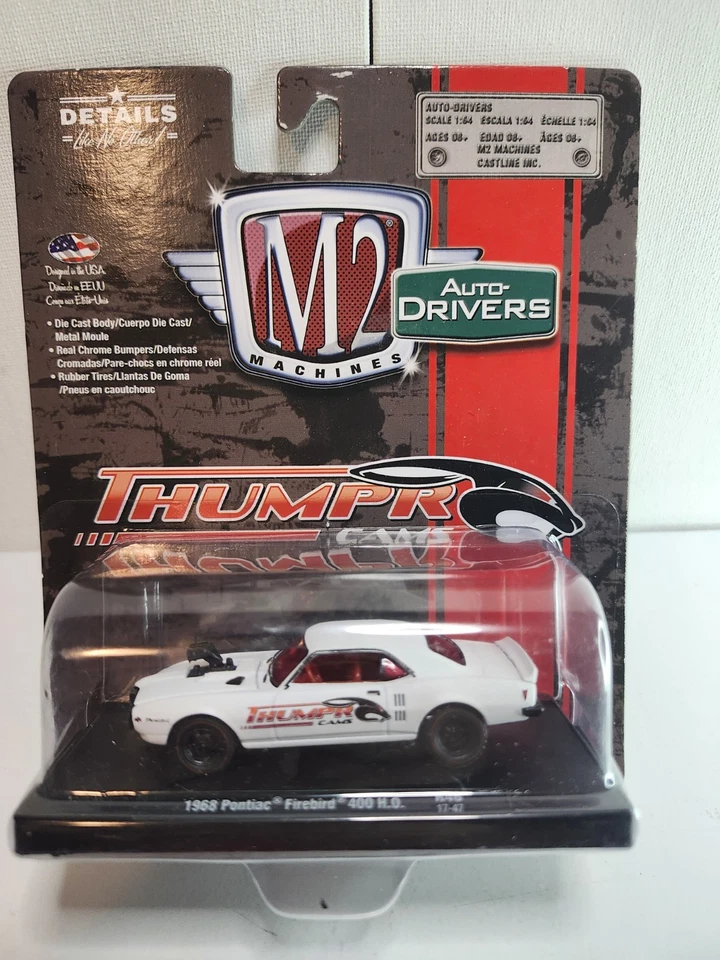 ★
DETAILS
Like No Other!
AUTO-DRIVERS
SCALE 1:64 ESCALA 1:64 ÉCHELLE 1:64
AGES 08+ EDAD 08+ ÂGES 08+
M2 MACHINES
CASTLINE INC.
M2®
MACHINES
AUTO-
DRIVERS
Designed in the USA
Diseñado in EEUU
Conçu aux États-Unis
• Die Cast Body/Cuerpo Die Cast/
Metal Moule
• Real Chrome Bumpers/Defensas
Cromadas/Pare-chocs en chrome réel
• Rubber Tires/Llantas De Goma
/Pneus en caoutchouc
THUMPR
CAMS
THUMPR
CAMS
1968 Pontiac® Firebird® 400 H.O.
17-47